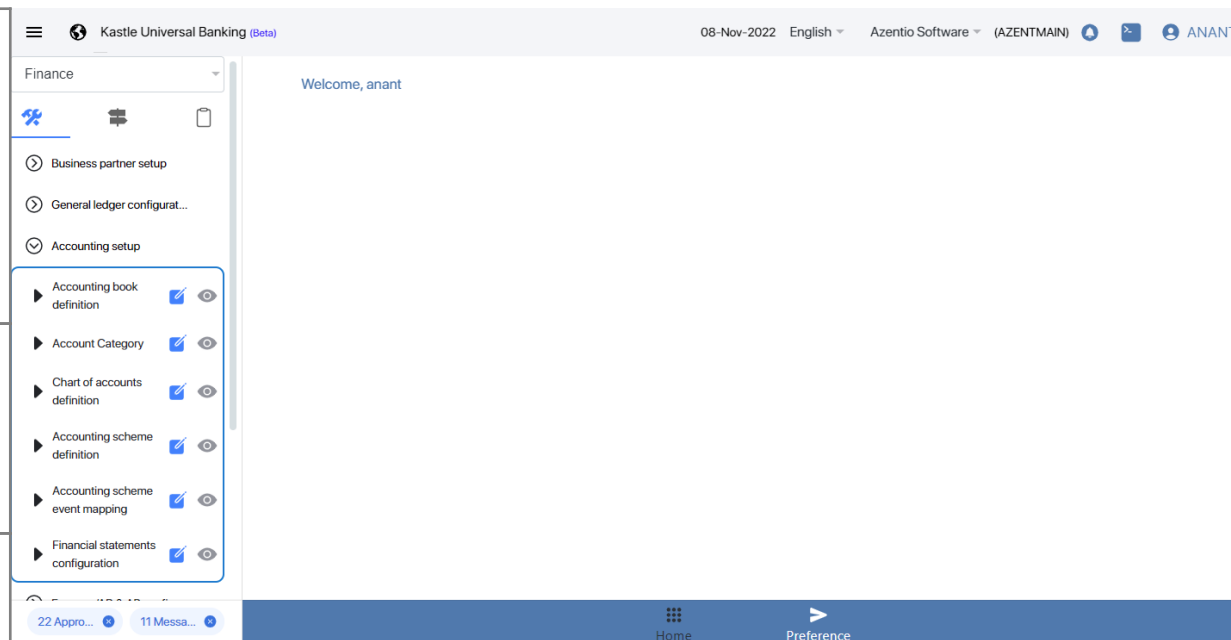 Kastle Universal Banking (Beta)
08-Nov-2022 English Azentio Software (AZENTMAIN) ANANT
Finance
Welcome, anant
Business partner setup
General ledger configurat...
Accounting setup
Accounting book
definition
Account Category
Chart of accounts
definition
Accounting scheme
definition
Accounting scheme
event mapping
Financial statements
configuration
22 Appro... 11 Messa...
Home Preference